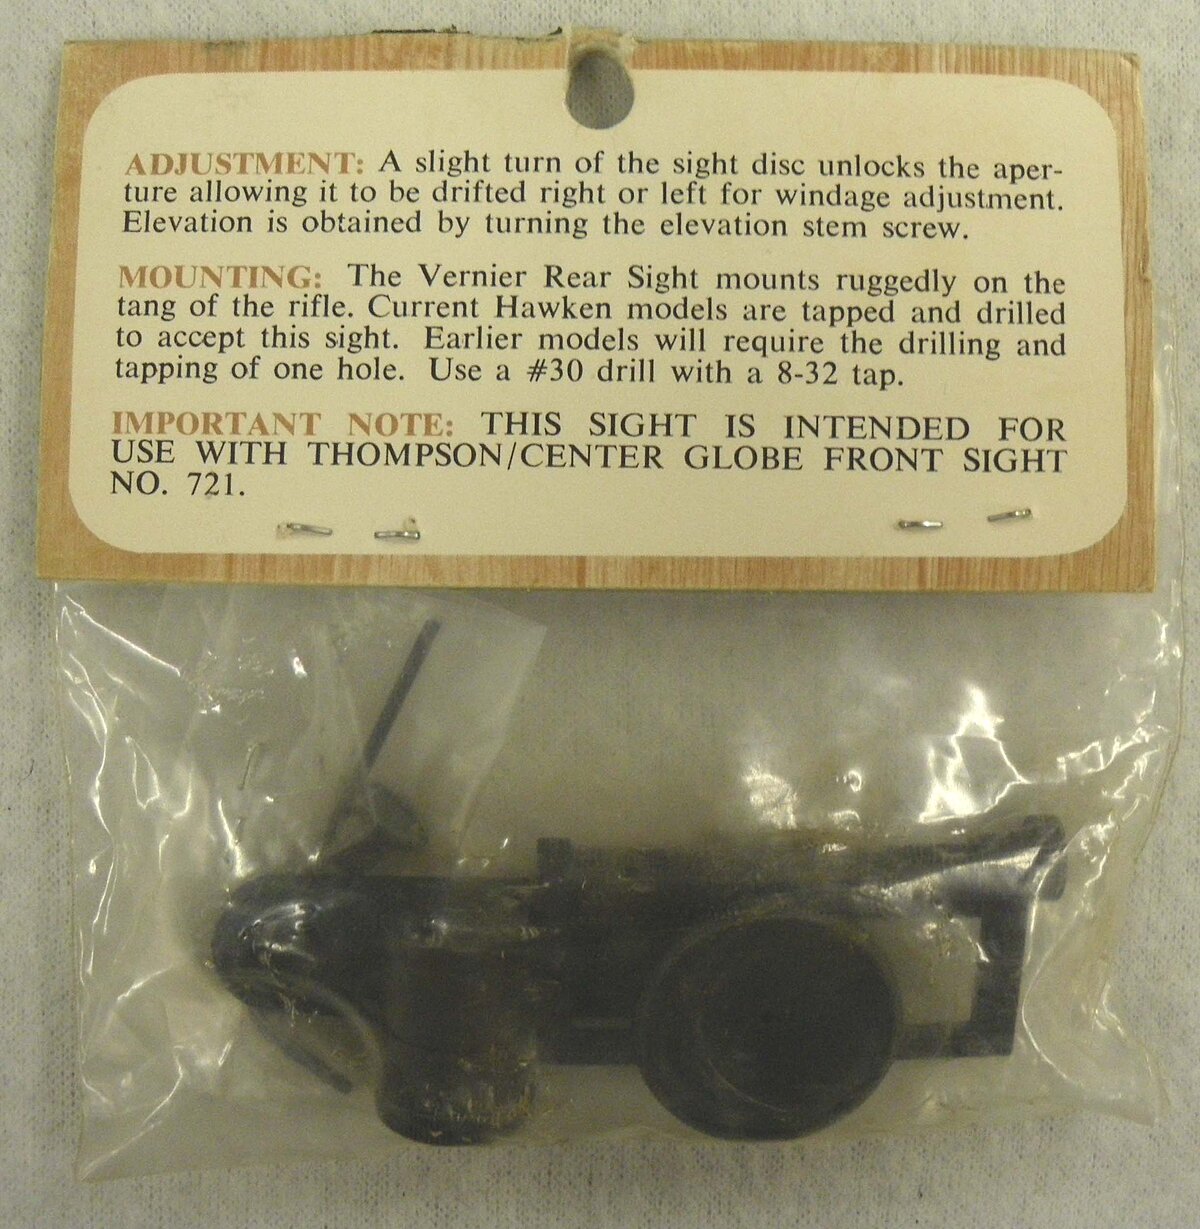 ADJUSTMENT: A slight turn of the sight disc unlocks the aper-
ture allowing it to be drifted right or left for windage adjustment.
Elevation is obtained by turning the elevation stem screw.
MOUNTING: The Vernier Rear Sight mounts ruggedly on the
tang of the rifle. Current Hawken models are tapped and drilled
to accept this sight. Earlier models will require the drilling and
tapping of one hole. Use a #30 drill with a 8-32 tap.
IMPORTANT NOTE: THIS SIGHT IS INTENDED FOR
USE WITH THOMPSON/CENTER GLOBE FRONT SIGHT
NO. 721.